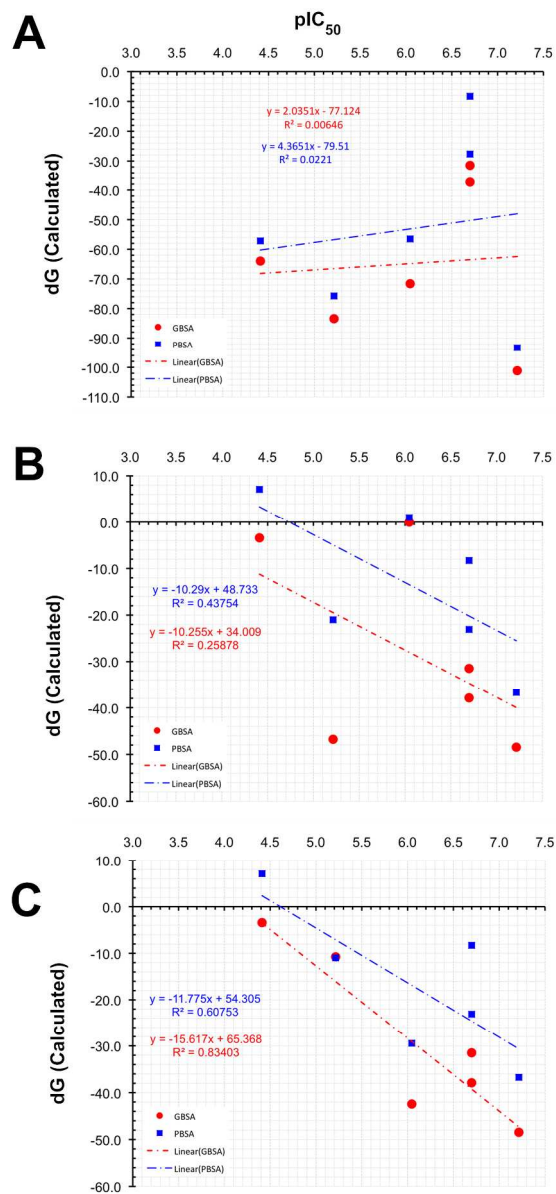 A
pIC50
3.0 3.5 4.0 4.5 5.0 5.5 6.0 6.5 7.0 7.5
0.0
-10.0
-20.0
-30.0
-40.0
-50.0
-60.0
-70.0
-80.0
-90.0
-100.0
-110.0
dG (Calculated)
y = 2.0351x - 77.124
R² = 0.00646
y = 4.3651x - 79.51
R² = 0.0221
GBSA
PBSA
Linear(GBSA)
Linear(PBSA)
B
3.0 3.5 4.0 4.5 5.0 5.5 6.0 6.5 7.0 7.5
10.0
0.0
-10.0
-20.0
-30.0
-40.0
-50.0
-60.0
dG (Calculated)
y = -10.29x + 48.733
R² = 0.43754
y = -10.255x + 34.009
R² = 0.25878
GBSA
PBSA
Linear(GBSA)
Linear(PBSA)
C
3.0 3.5 4.0 4.5 5.0 5.5 6.0 6.5 7.0 7.5
10.0
0.0
-10.0
-20.0
-30.0
-40.0
-50.0
-60.0
dG (Calculated)
y = -11.775x + 54.305
R² = 0.60753
y = -15.617x + 65.368
R² = 0.83403
GBSA
PBSA
Linear(GBSA)
Linear(PBSA)